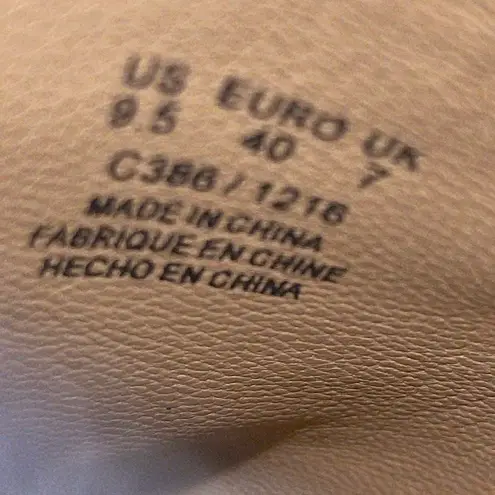 US EURO UK
9.5 40 7
C386 / 1216
MADE IN CHINA
FABRIQUE EN CHINE
HECHO EN CHINA